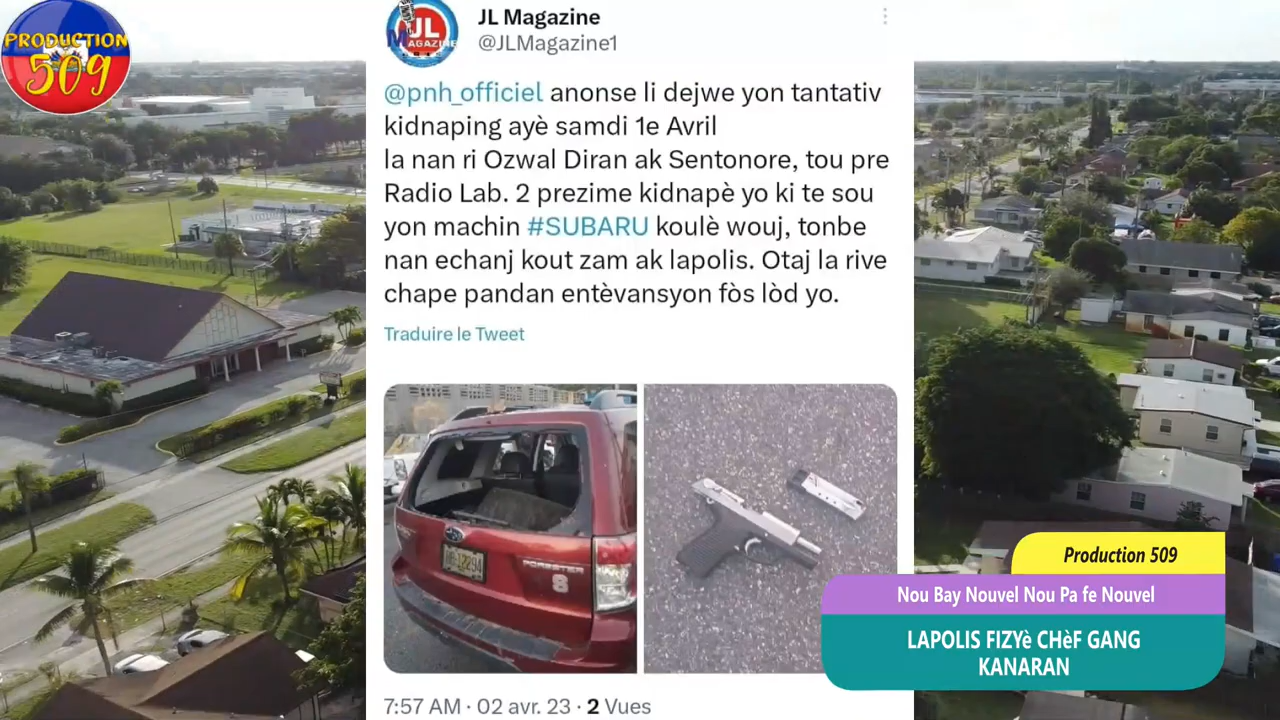 PRODUCTION
509
JL
MAGAZINE
JL Magazine
@JLMagazine1
@pnh_officiel anonse li dejwe yon tantativ
kidnaping ayè samdi 1e Avril
la nan ri Ozwal Diran ak Sentonore, tou pre
Radio Lab. 2 prezime kidnapè yo ki te sou
yon machin #SUBARU koulè wouj, tonbe
nan echanj kout zam ak lapolis. Otaj la rive
chape pandan entèvansyon fòs lòd yo.
Traduire le Tweet
FORESTER
8
7:57 AM · 02 avr. 23 · 2 Vues
Production 509
Nou Bay Nouvel Nou Pa fe Nouvel
LAPOLIS FIZYè CHèF GANG
KANARAN